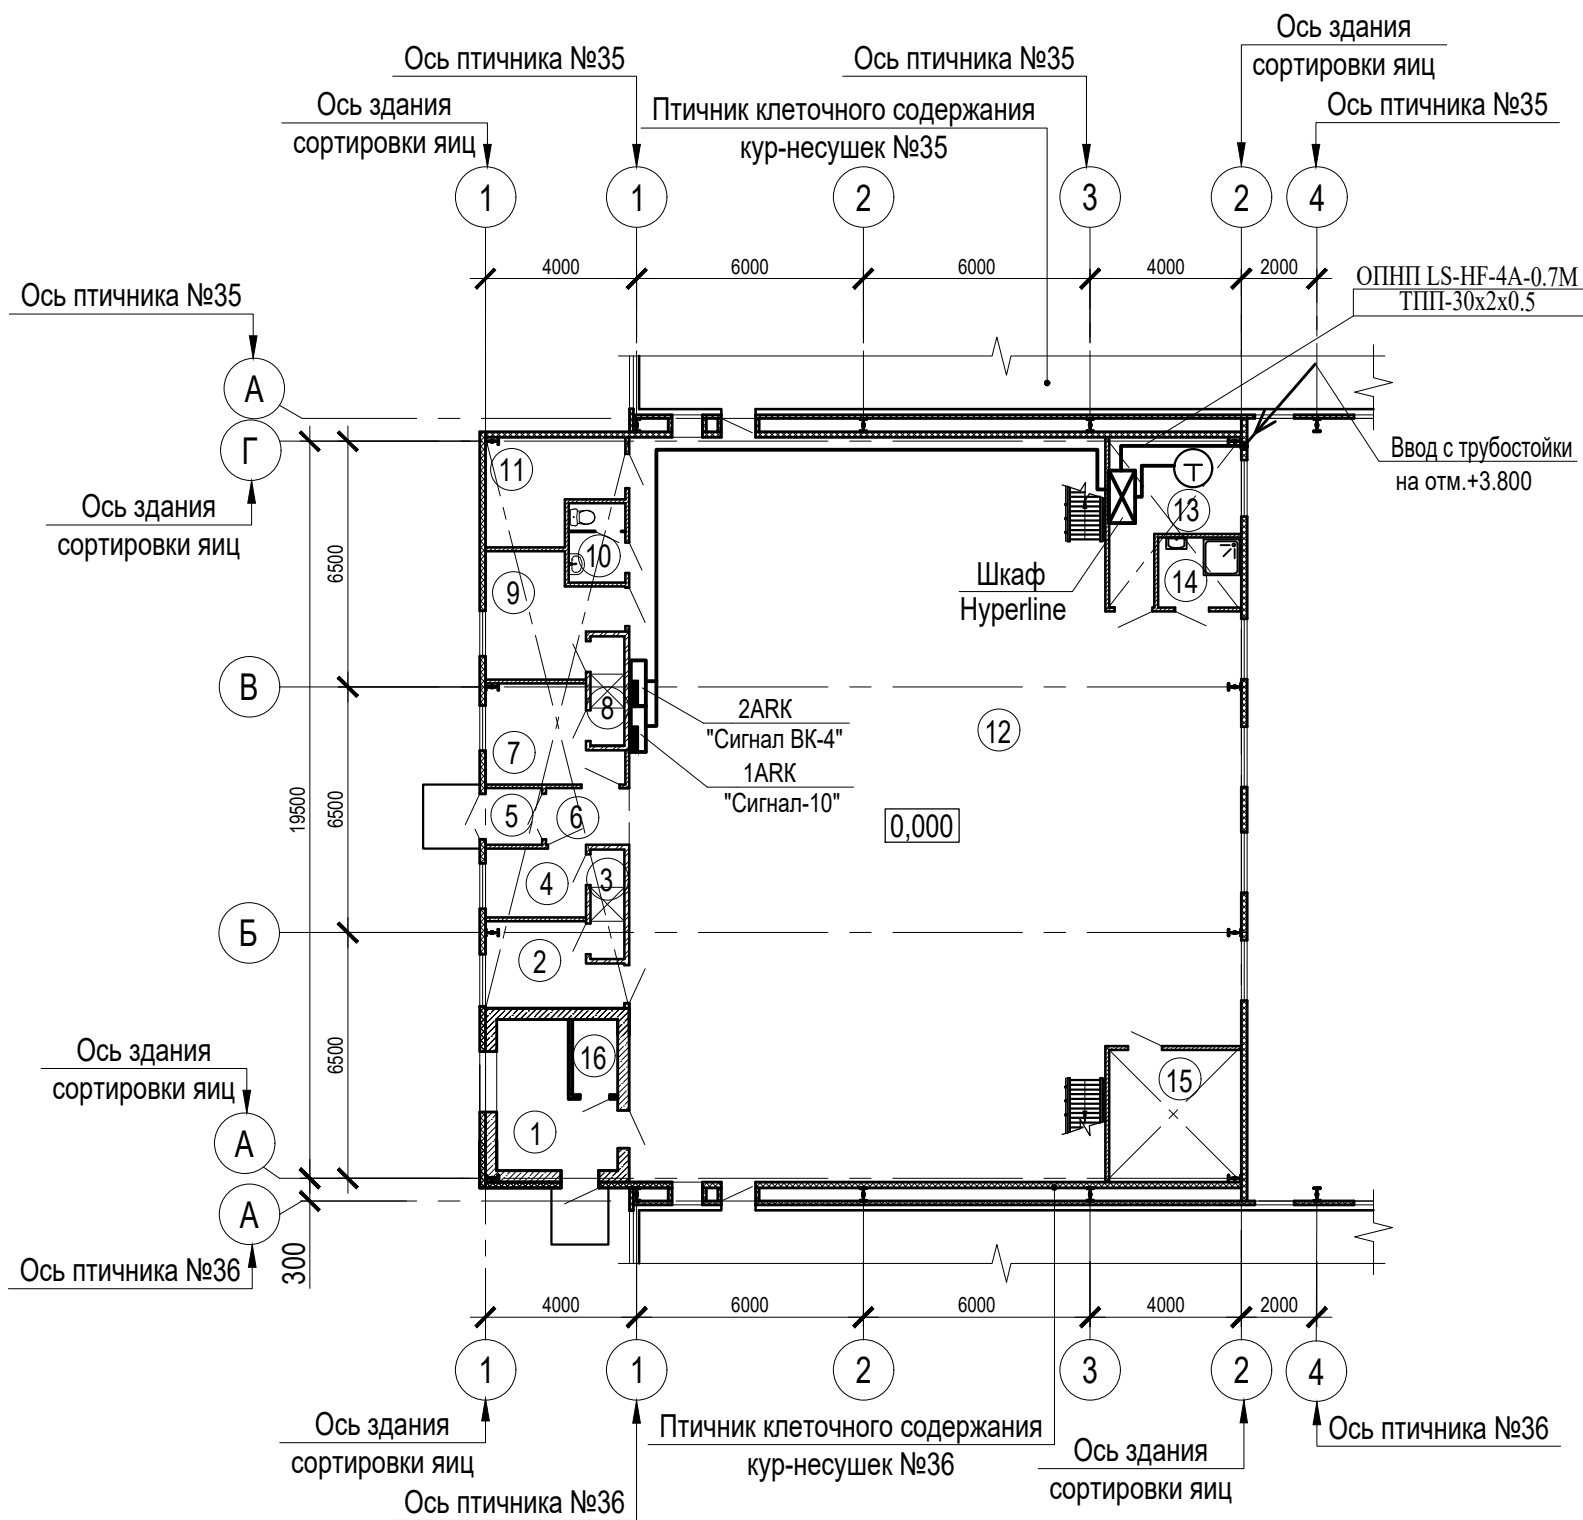 Ось здания
сортировки яиц
Ось птичника №35
Ось птичника №35
Ось здания
сортировки яиц
Птичник клеточного содержания
кур-несушек №35
Ось птичника №35
1
1
2
3
2
4
4000
6000
6000
4000
2000
ОПНП LS-HF-4А-0.7М
ТПП-30х2х0.5
Ось птичника №35
А
Г
Ось здания
сортировки яиц
Ввод с трубостойки
на отм.+3.800
11
Т
13
10
14
9
Шкаф
Hyperline
6500
В
8
2ARK
"Сигнал ВК-4"
12
7
1ARK
"Сигнал-10"
19500
6500
5
6
0,000
4
3
Б
2
6500
16
15
1
Ось здания
сортировки яиц
А
А
Ось птичника №36
300
4000
6000
6000
4000
2000
1
1
2
3
2
4
Ось здания
сортировки яиц
Птичник клеточного содержания
кур-несушек №36
Ось здания
сортировки яиц
Ось птичника №36
Ось птичника №36